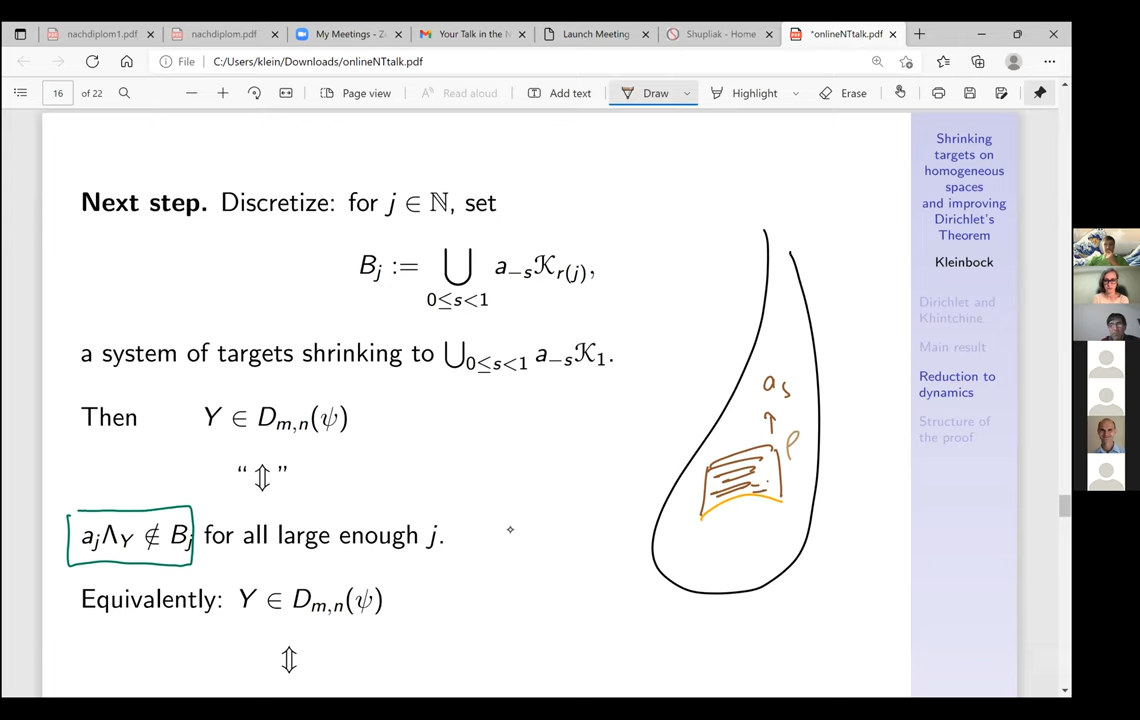 nachdiplom1.pdf
nachdiplom.pdf
My Meetings - Z
Your Talk in the N
Launch Meeting
Shupliak - Home
*onlineNTtalk.pdf
File C:/Users/klein/Downloads/onlineNTtalk.pdf
16 of 22
Page view
Read aloud
Add text
Draw
Highlight
Erase
Next step. Discretize: for j ∈ ℕ, set
B_j := ⋃_{0≤s<1} a_{−s}𝒦_{r(j)},
a system of targets shrinking to ⋃_{0≤s<1} a_{−s}𝒦_1.
Then Y ∈ D_{m,n}(ψ)
“ ⇕ ”
a_jΛ_Y ∉ B_j for all large enough j.
Equivalently: Y ∈ D_{m,n}(ψ)
⇕
a_s
↑
P
Shrinking
targets on
homogeneous
spaces
and improving
Dirichlet's
Theorem
Kleinbock
Dirichlet and
Khintchine
Main result
Reduction to
dynamics
Structure of
the proof